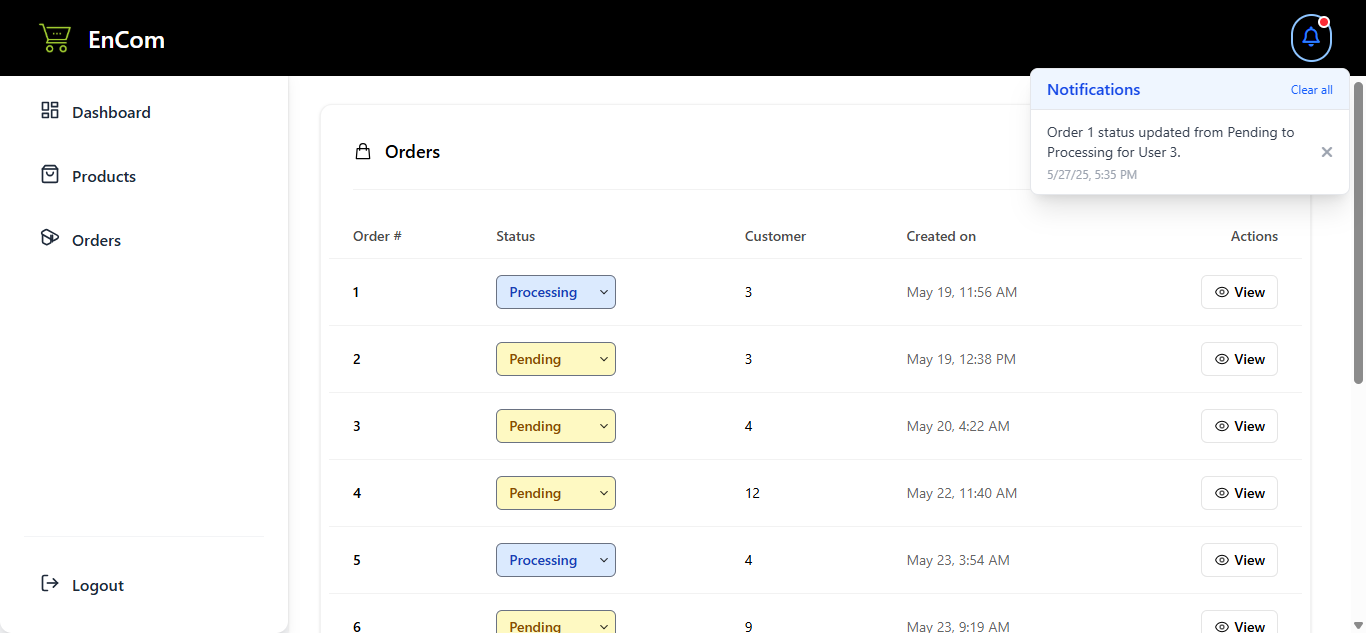 EnCom
Notifications Clear all
Order 1 status updated from Pending to
Processing for User 3.
5/27/25, 5:35 PM
Dashboard
Products
Orders
Logout
Orders
Order # Status Customer Created on Actions
1 Processing 3 May 19, 11:56 AM View
2 Pending 3 May 19, 12:38 PM View
3 Pending 4 May 20, 4:22 AM View
4 Pending 12 May 22, 11:40 AM View
5 Processing 4 May 23, 3:54 AM View
6 Pending 9 May 23, 9:19 AM View